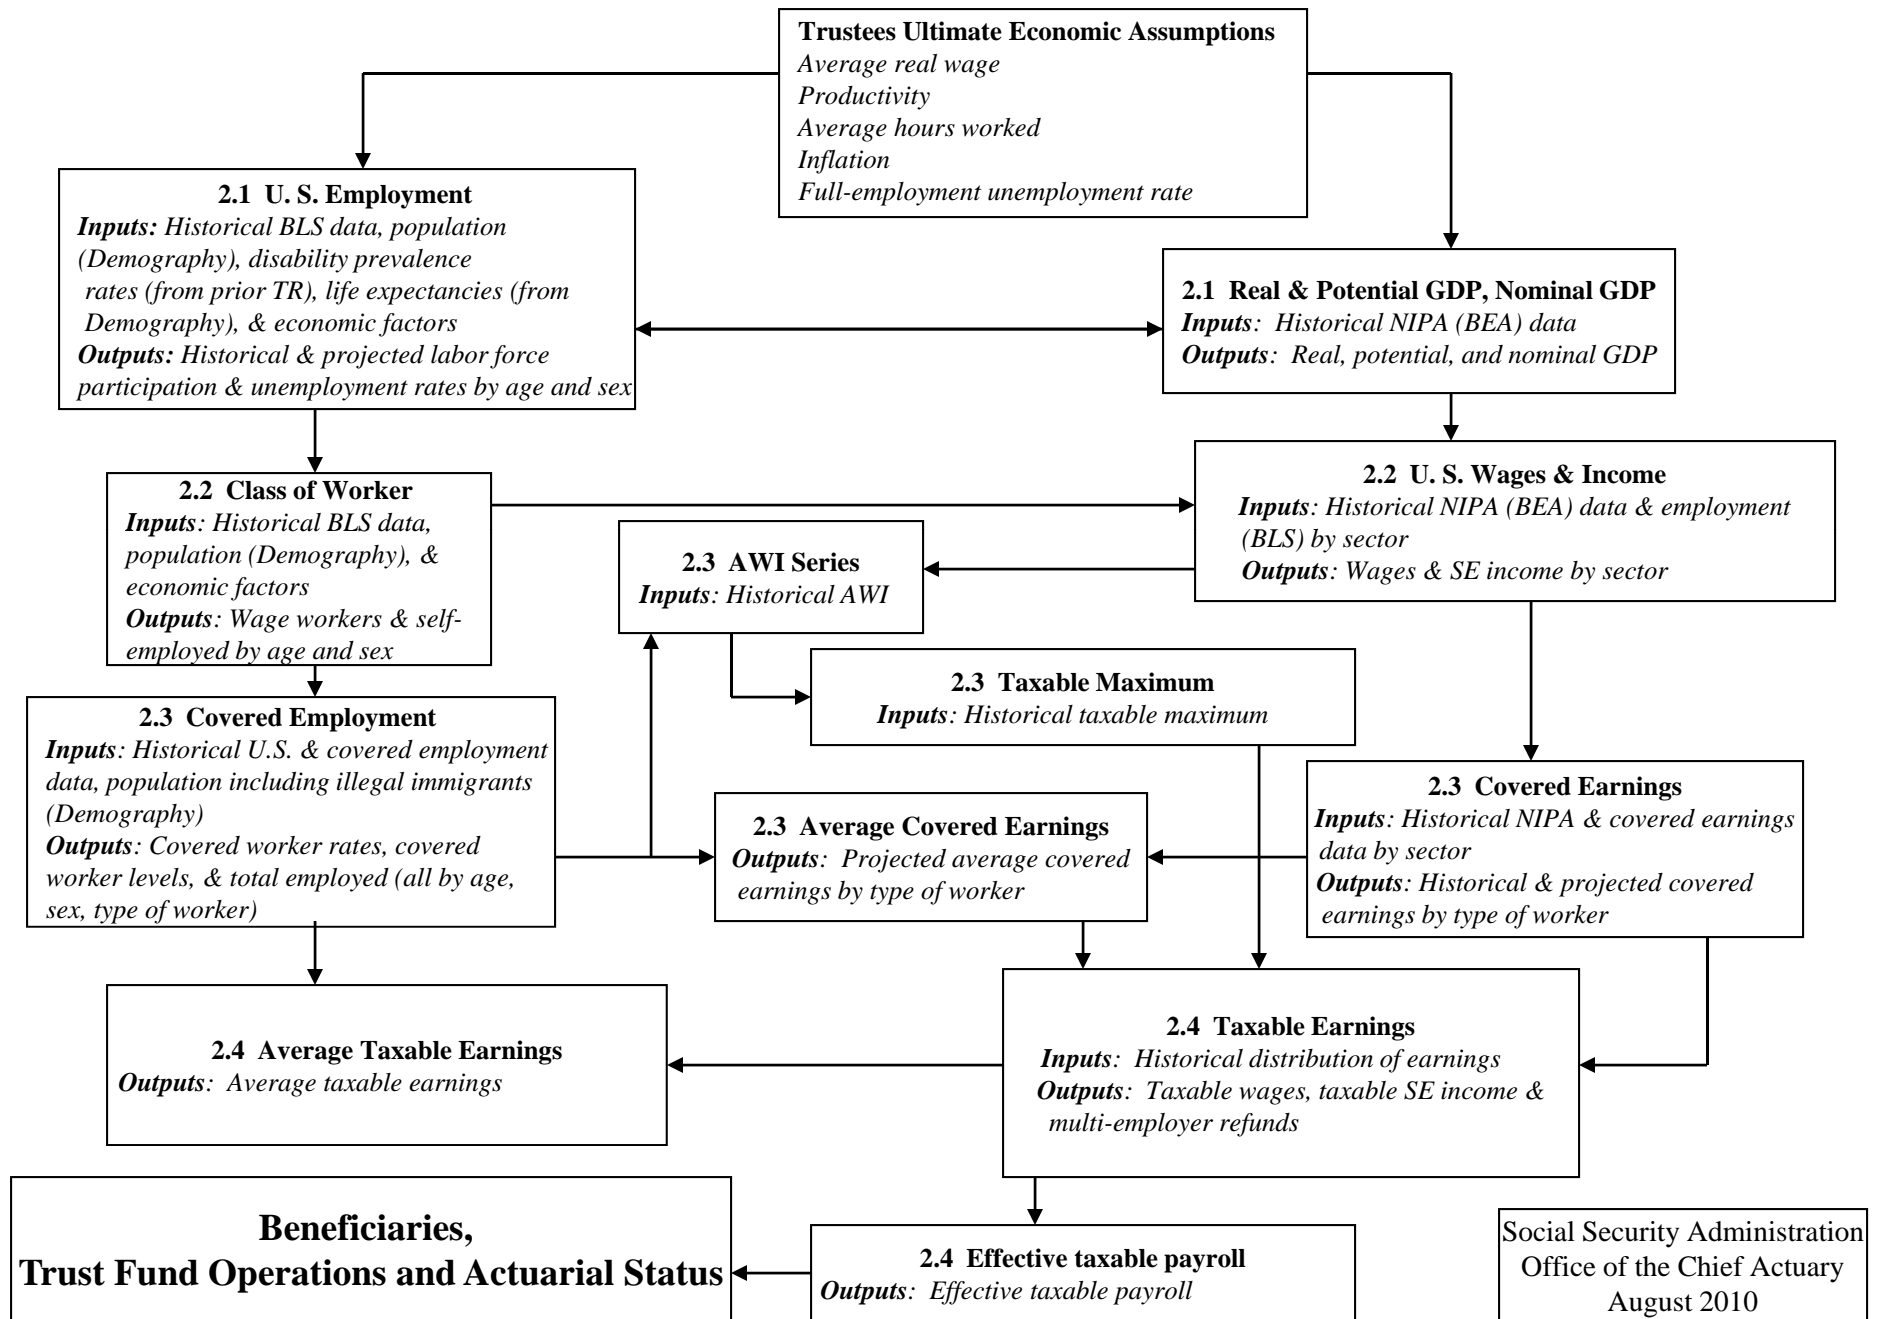 Trustees Ultimate Economic Assumptions
Average real wage
Productivity
Average hours worked
Inflation
Full-employment unemployment rate
2.1 U. S. Employment
Inputs: Historical BLS data, population
(Demography), disability prevalence
rates (from prior TR), life expectancies (from
Demography), & economic factors
Outputs: Historical & projected labor force
participation & unemployment rates by age and sex
2.1 Real & Potential GDP, Nominal GDP
Inputs: Historical NIPA (BEA) data
Outputs: Real, potential, and nominal GDP
2.2 Class of Worker
Inputs: Historical BLS data,
population (Demography), &
economic factors
Outputs: Wage workers & self-
employed by age and sex
2.2 U. S. Wages & Income
Inputs: Historical NIPA (BEA) data & employment
(BLS) by sector
Outputs: Wages & SE income by sector
2.3 AWI Series
Inputs: Historical AWI
2.3 Taxable Maximum
Inputs: Historical taxable maximum
2.3 Covered Employment
Inputs: Historical U.S. & covered employment
data, population including illegal immigrants
(Demography)
Outputs: Covered worker rates, covered
worker levels, & total employed (all by age,
sex, type of worker)
2.3 Average Covered Earnings
Outputs: Projected average covered
earnings by type of worker
2.3 Covered Earnings
Inputs: Historical NIPA & covered earnings
data by sector
Outputs: Historical & projected covered
earnings by type of worker
2.4 Average Taxable Earnings
Outputs: Average taxable earnings
2.4 Taxable Earnings
Inputs: Historical distribution of earnings
Outputs: Taxable wages, taxable SE income &
multi-employer refunds
Beneficiaries,
Trust Fund Operations and Actuarial Status
2.4 Effective taxable payroll
Outputs: Effective taxable payroll
Social Security Administration
Office of the Chief Actuary
August 2010